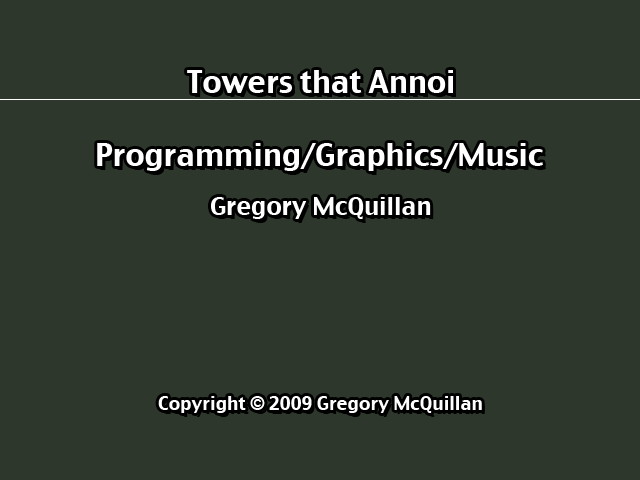 Towers that Annoi
Programming/Graphics/Music
Gregory McQuillan
Copyright © 2009 Gregory McQuillan